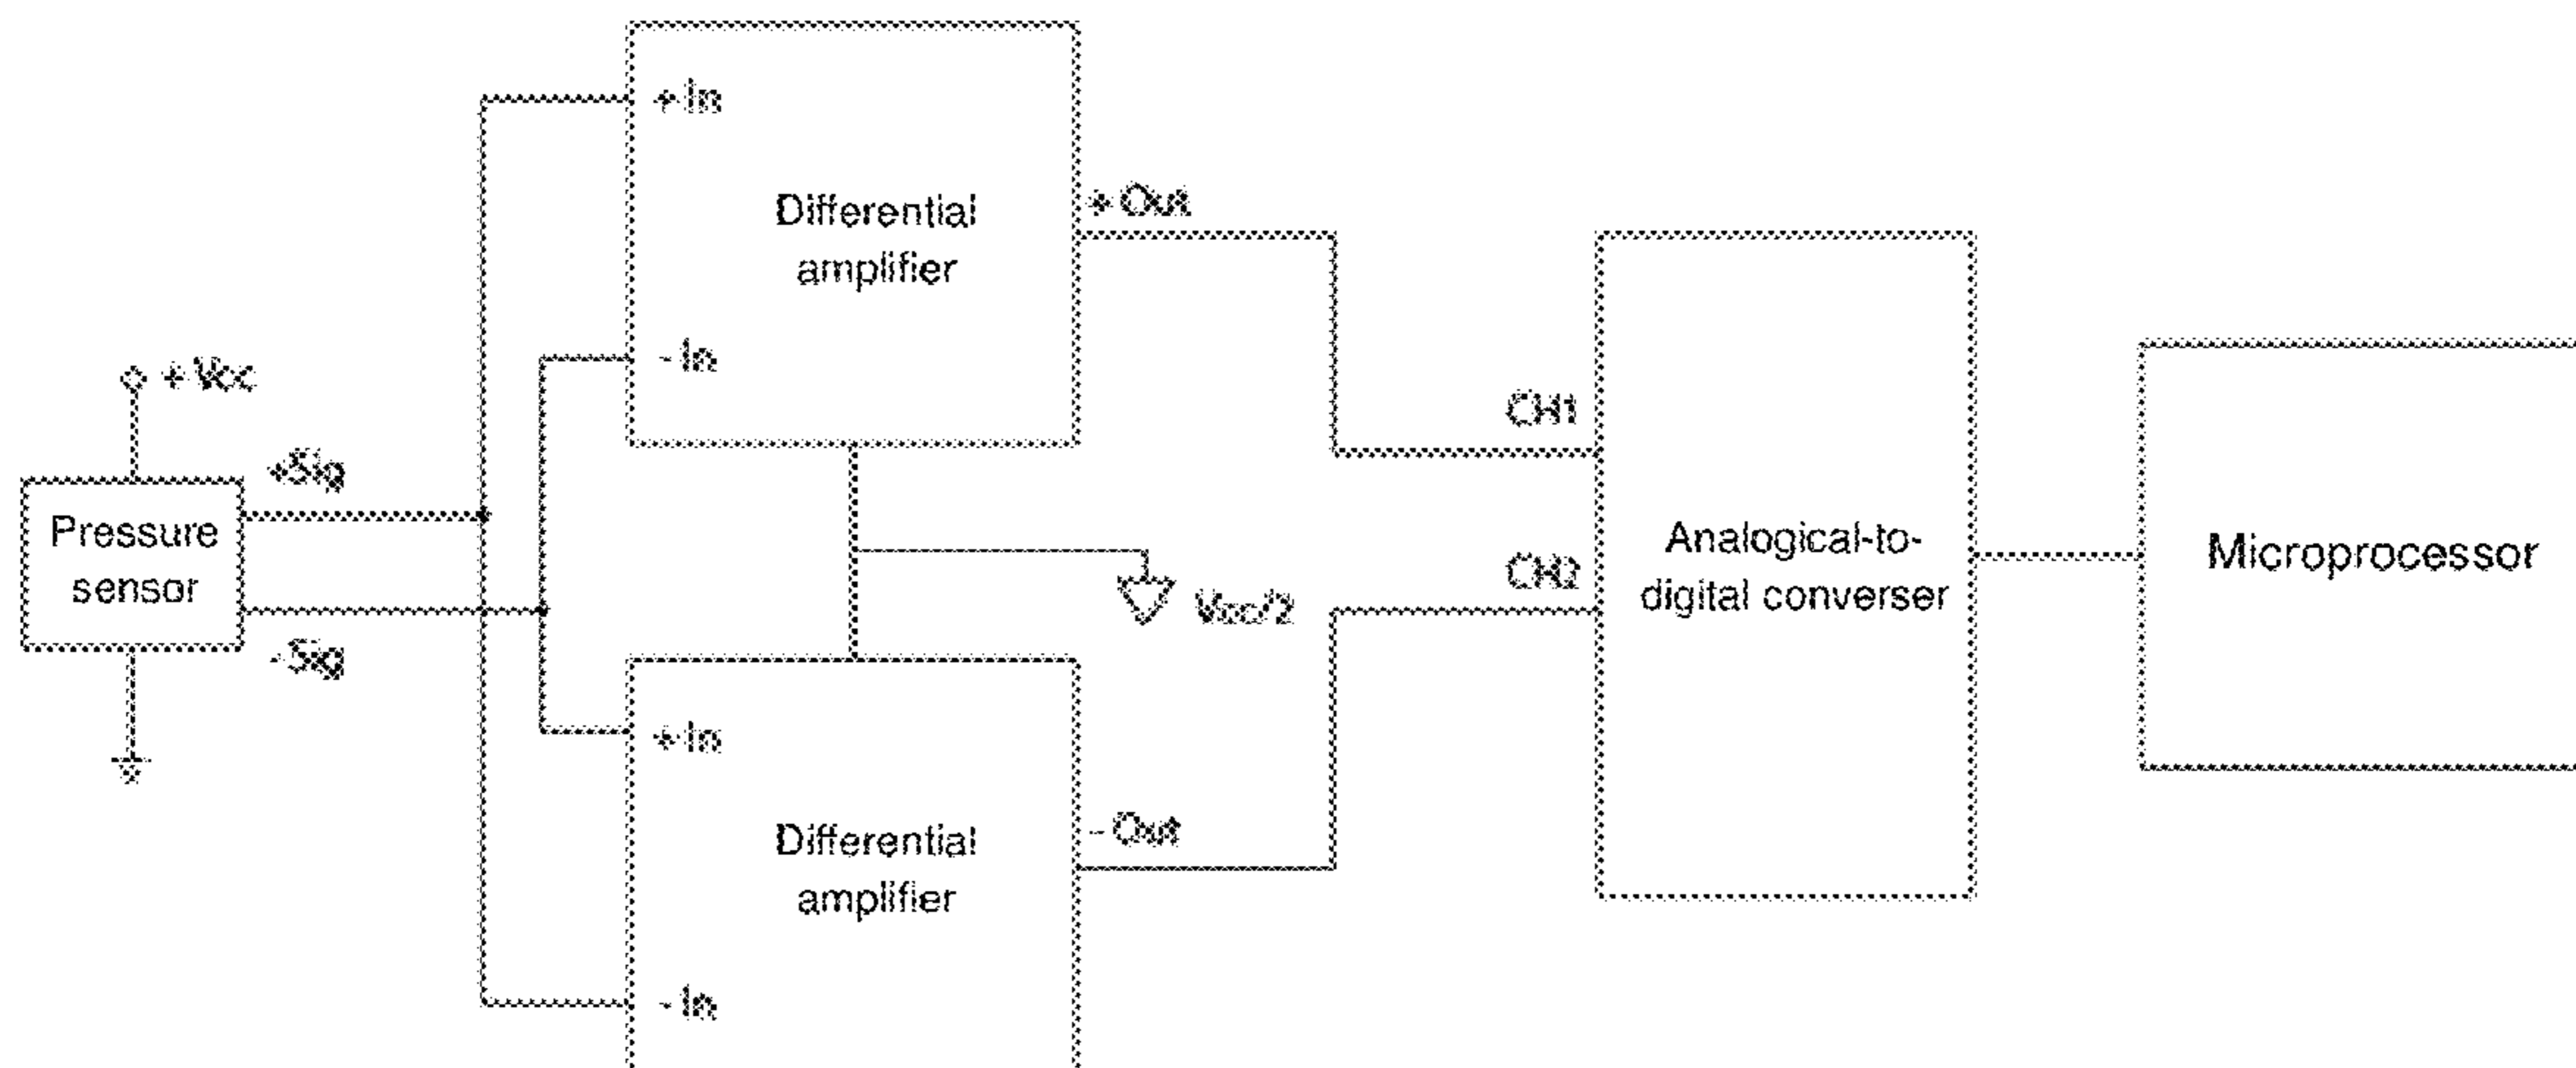 +In
Differential
amplifier
-In
+Out
+Vcc
+Sig
Pressure
sensor
-Sig
Vcc/2
CH1
CH2
Analogical-to-
digital converser
Microprocessor
+In
Differential
amplifier
-In
-Out